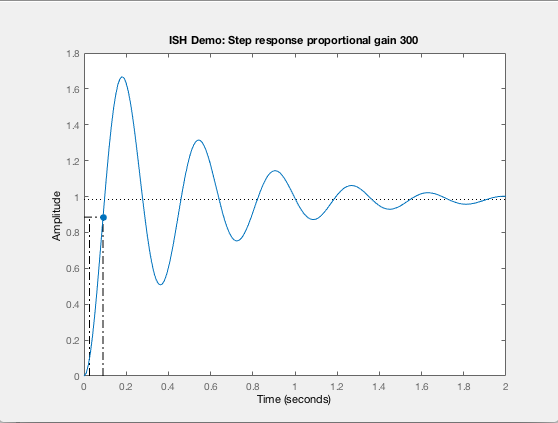 ISH Demo: Step response proportional gain 300
1.8
1.6
1.4
1.2
1
0.8
0.6
0.4
0.2
0
Amplitude
0 0.2 0.4 0.6 0.8 1 1.2 1.4 1.6 1.8 2
Time (seconds)